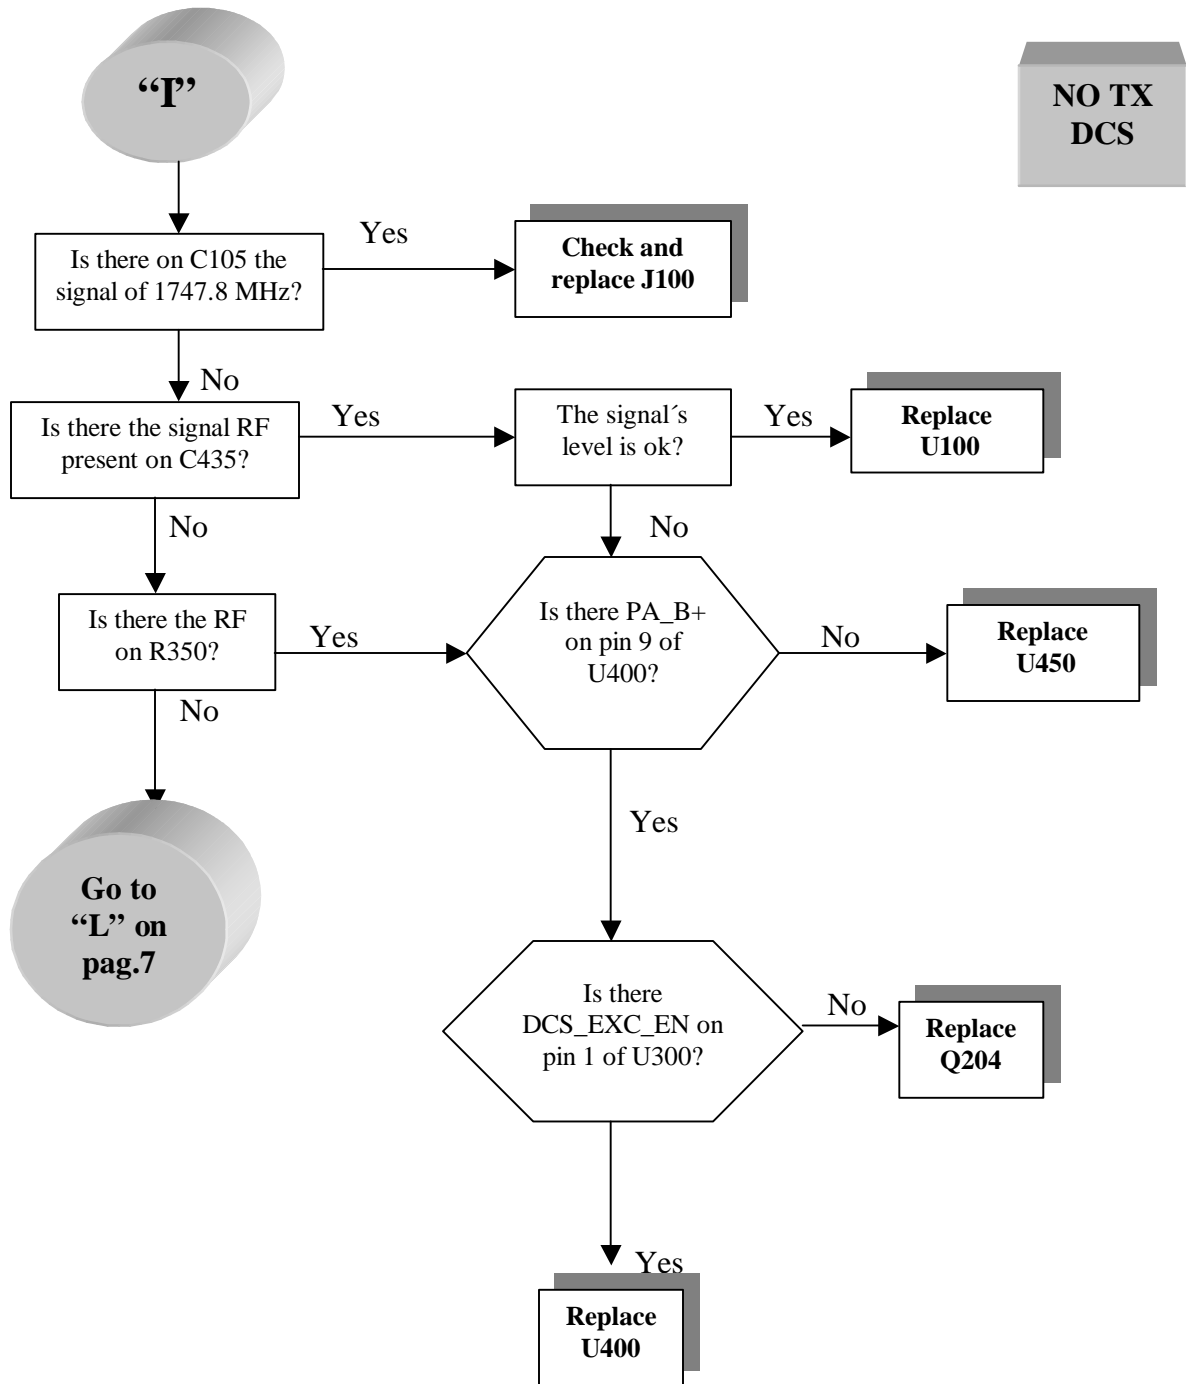 “I”
NO TX
DCS
Is there on C105 the
signal of 1747.8 MHz?
Yes
Check and
replace J100
No
Is there the signal RF
present on C435?
Yes
The signal´s
level is ok?
Yes
Replace
U100
No
No
Is there the RF
on R350?
Yes
Is there PA_B+
on pin 9 of
U400?
No
Replace
U450
No
Yes
Go to
“L” on
pag.7
Is there
DCS_EXC_EN on
pin 1 of U300?
No
Replace
Q204
Yes
Replace
U400